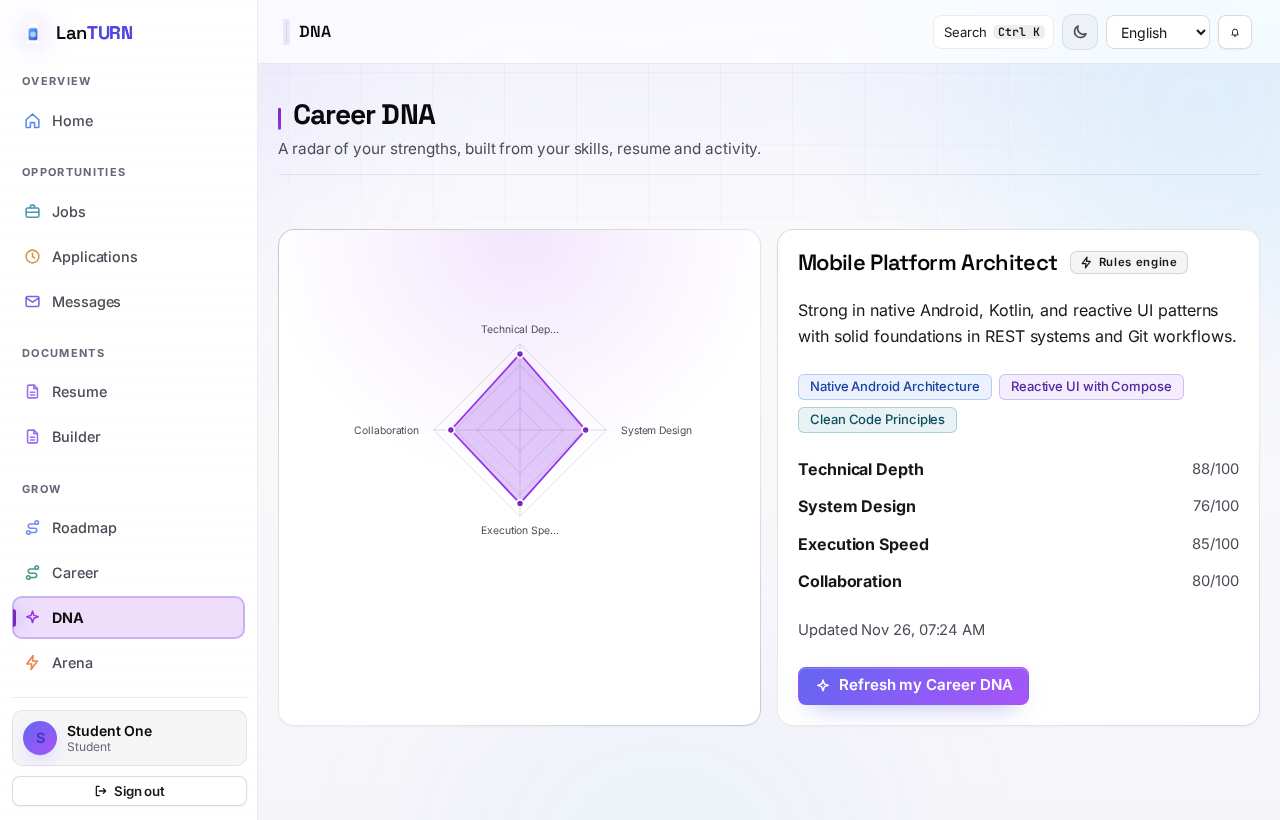 LanTURN
OVERVIEW
Home
OPPORTUNITIES
Jobs
Applications
Messages
DOCUMENTS
Resume
Builder
GROW
Roadmap
Career
DNA
Arena
S
Student One
Student
Sign out
DNA
Search Ctrl K
English
Career DNA
A radar of your strengths, built from your skills, resume and activity.
Technical Dep...
Collaboration
System Design
Execution Spe...
Mobile Platform Architect
Rules engine
Strong in native Android, Kotlin, and reactive UI patterns
with solid foundations in REST systems and Git workflows.
Native Android Architecture
Reactive UI with Compose
Clean Code Principles
Technical Depth 88/100
System Design 76/100
Execution Speed 85/100
Collaboration 80/100
Updated Nov 26, 07:24 AM
Refresh my Career DNA